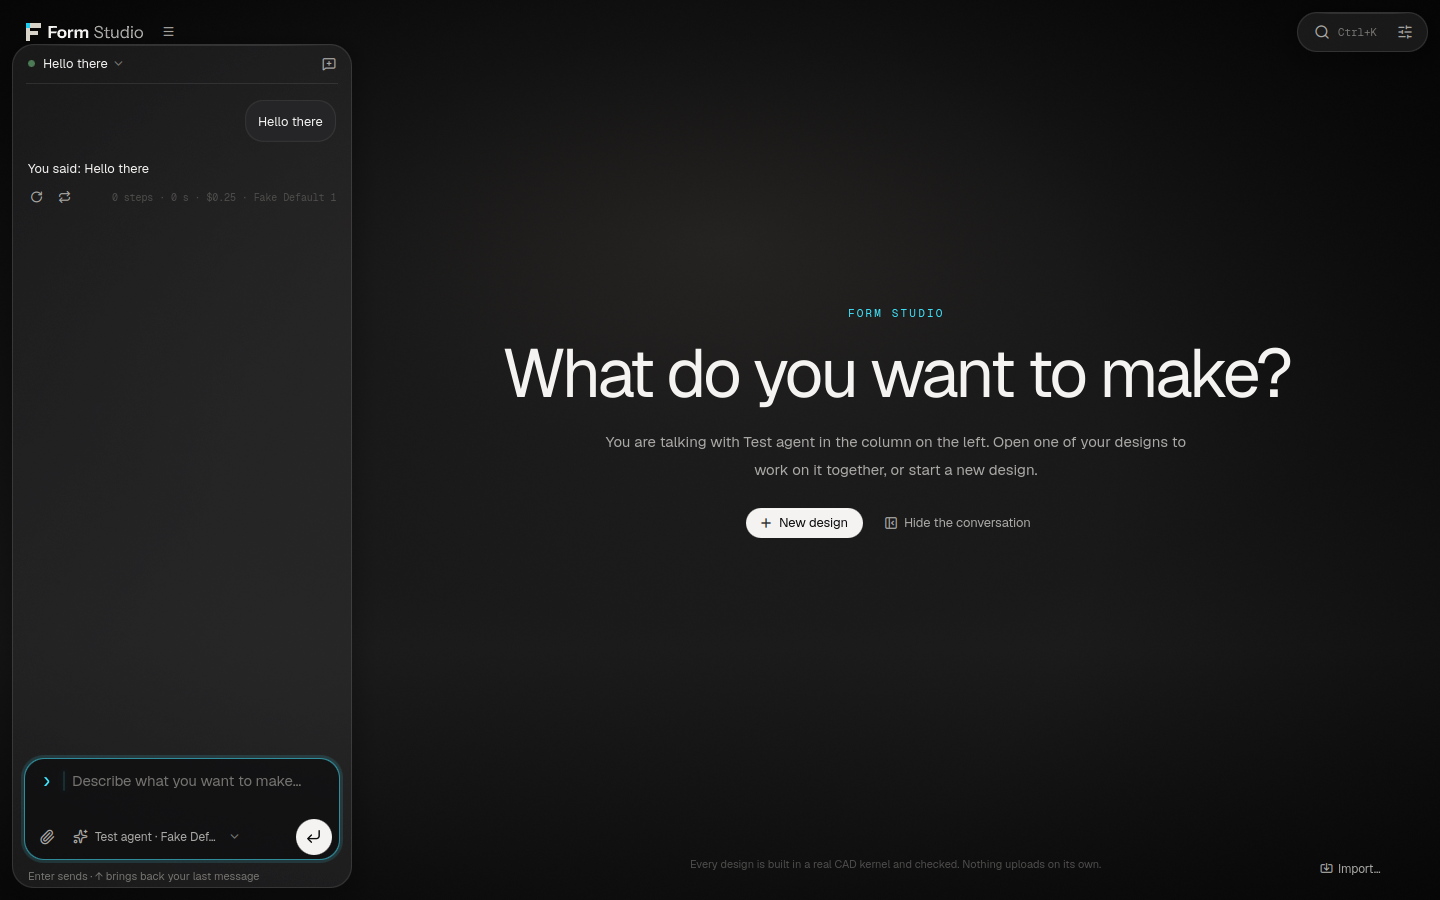 Form Studio
Ctrl+K
Hello there
Hello there
You said: Hello there
0 steps · 0 s · $0.25 · Fake Default 1
FORM STUDIO
What do you want to make?
You are talking with Test agent in the column on the left. Open one of your designs to
work on it together, or start a new design.
New design
Hide the conversation
Describe what you want to make...
Test agent · Fake Def...
Enter sends · ↑ brings back your last message
Every design is built in a real CAD kernel and checked. Nothing uploads on its own.
Import...